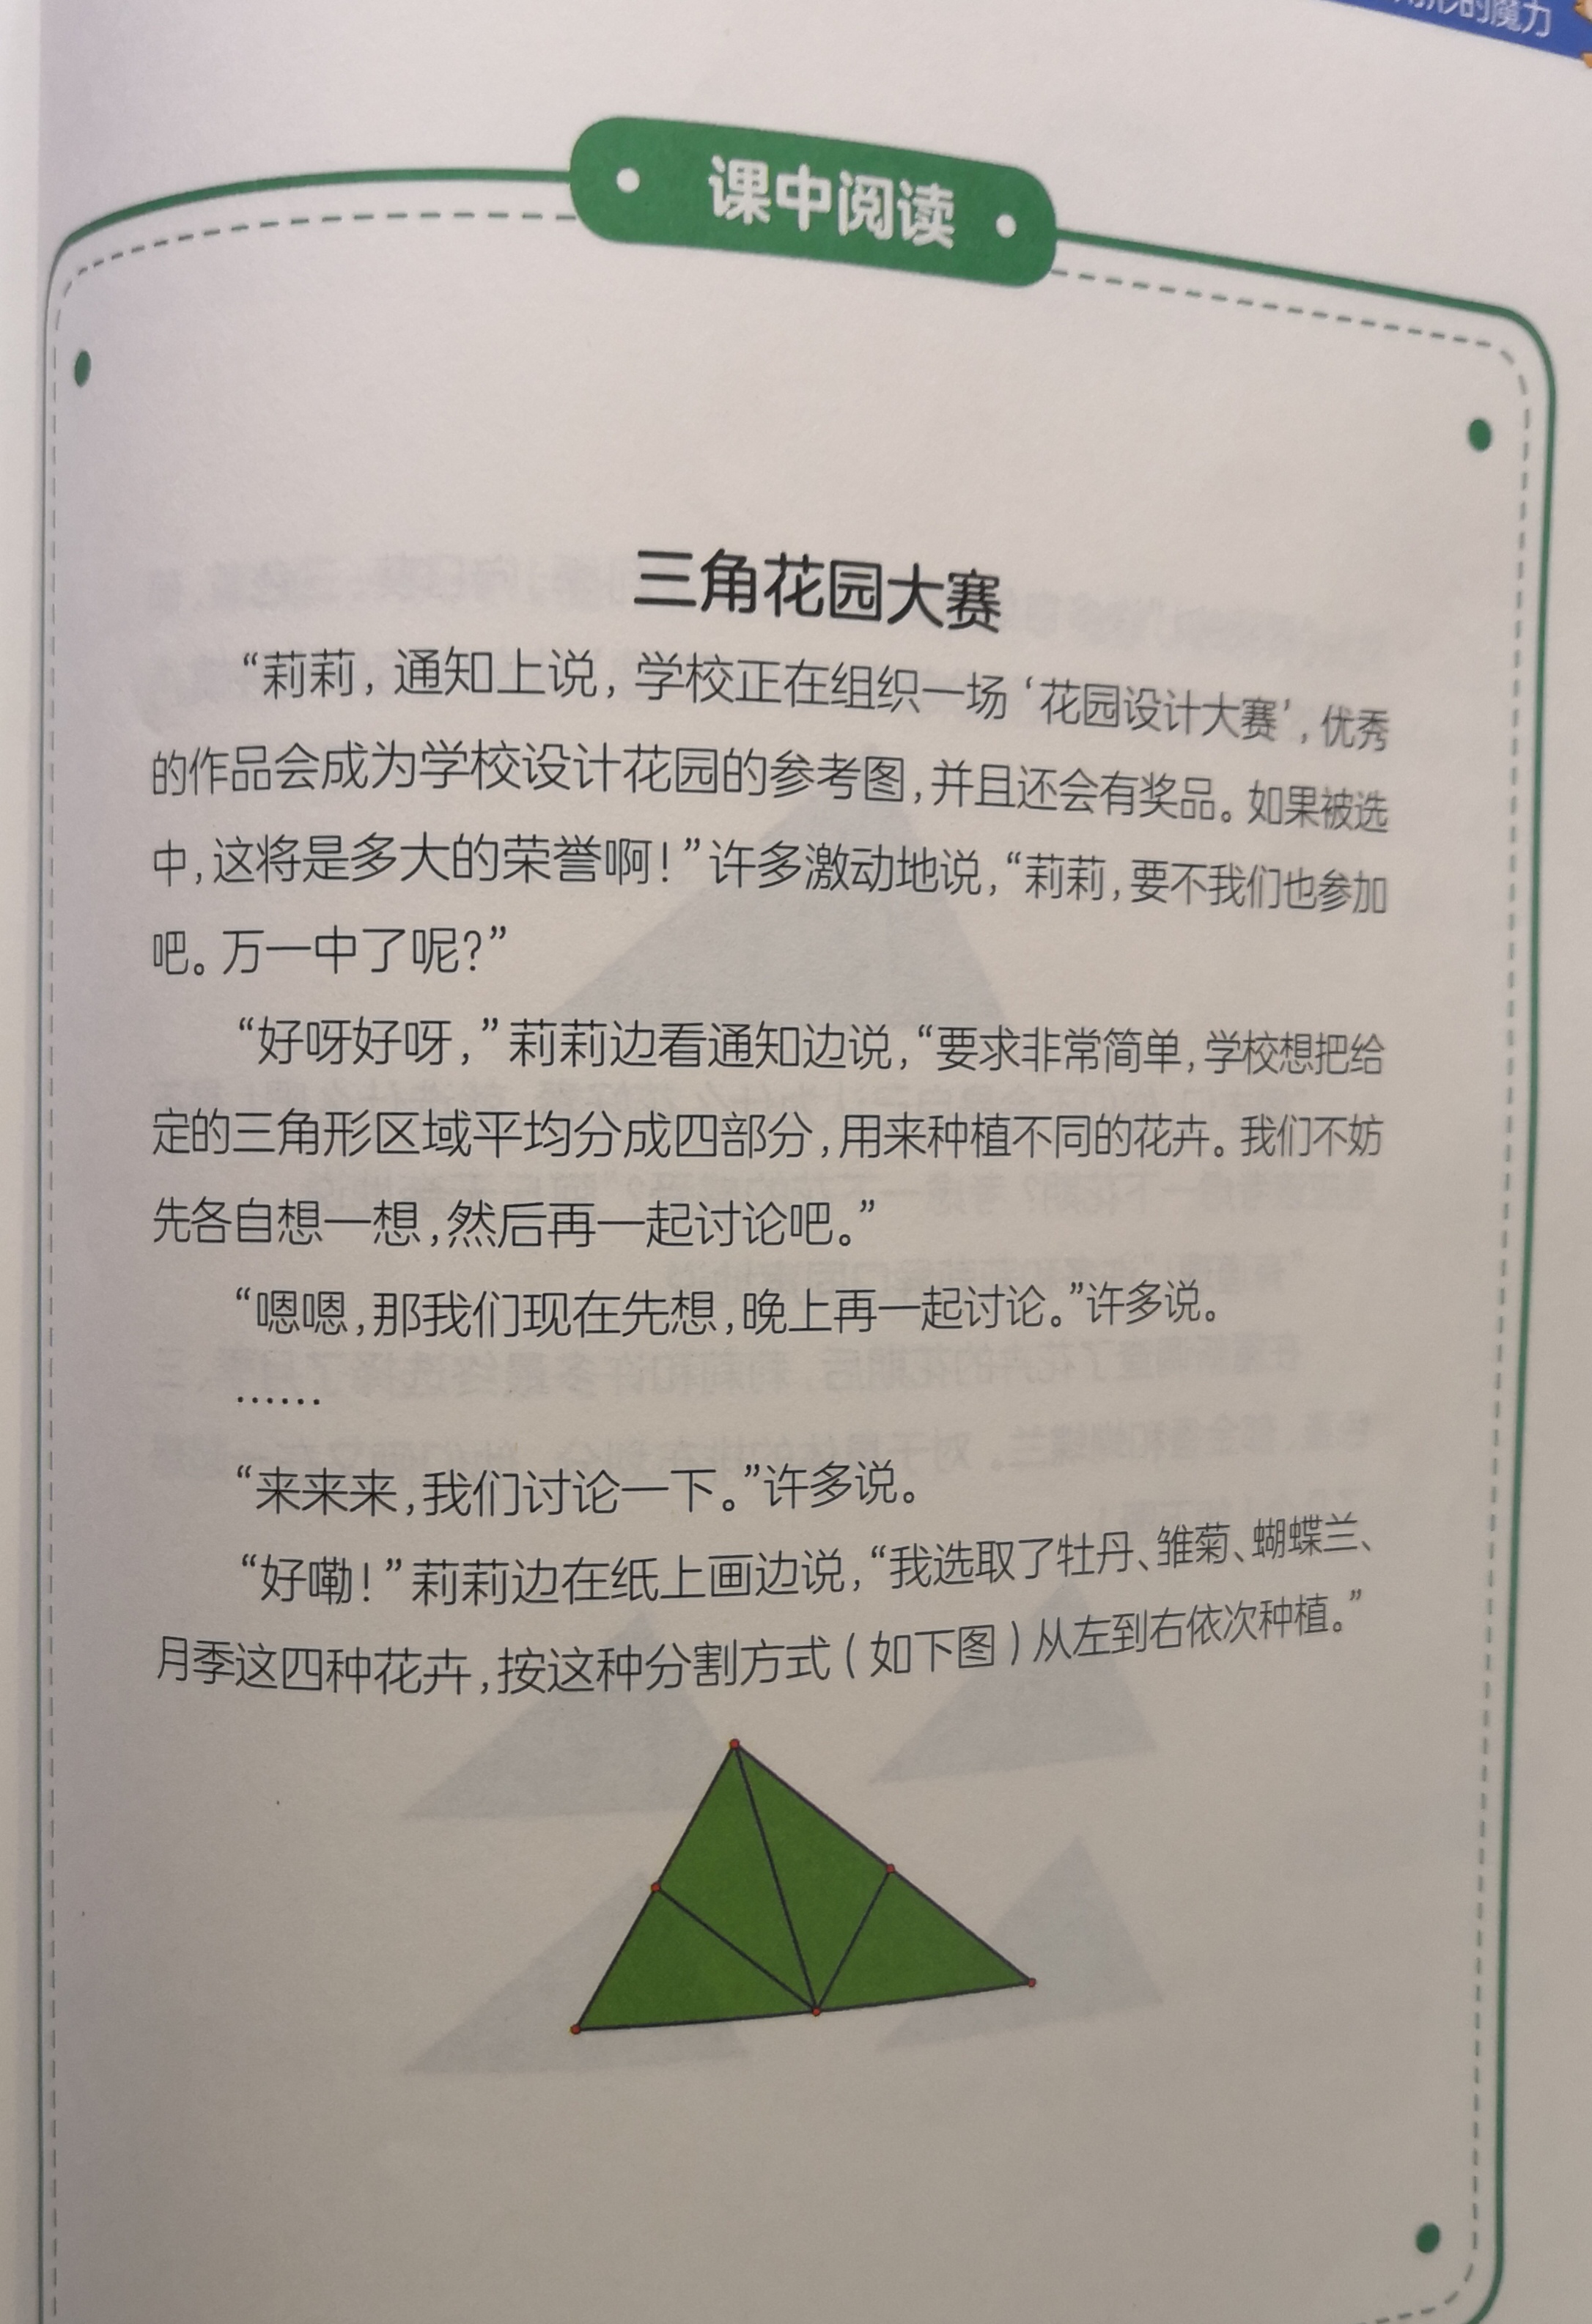 形的魔力
课中阅读
三角花园大赛
“莉莉，通知上说，学校正在组织一场‘花园设计大赛’，优秀
的作品会成为学校设计花园的参考图，并且还会有奖品。如果被选
中，这将是多大的荣誉啊！”许多激动地说，“莉莉，要不我们也参加
吧。万一中了呢？”
“好呀好呀，”莉莉边看通知边说，“要求非常简单，学校想把给
定的三角形区域平均分成四部分，用来种植不同的花卉。我们不妨
先各自想一想，然后再一起讨论吧。”
“嗯嗯，那我们现在先想，晚上再一起讨论。”许多说。
……
“来来来，我们讨论一下。”许多说。
“好嘞！”莉莉边在纸上画边说，“我选取了牡丹、雏菊、蝴蝶兰、
月季这四种花卉，按这种分割方式（如下图）从左到右依次种植。”